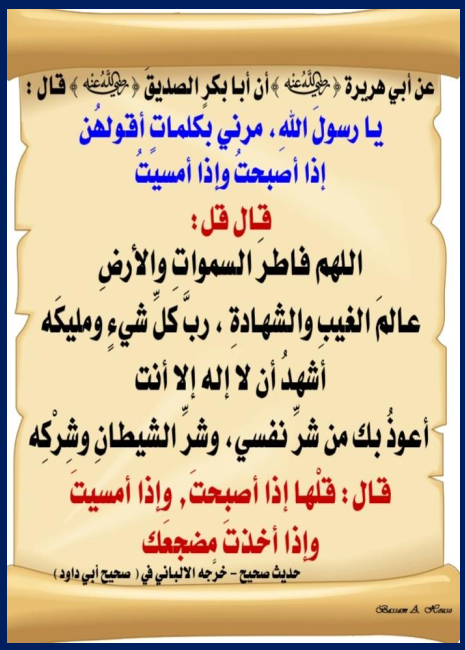 عن أبي هريرة ﴿رضي الله عنه﴾ أن أبا بكرٍ الصديقَ ﴿رضي الله عنه﴾ قال :
يا رسولَ اللهِ ، مرني بكلماتٍ أقولهُن
إذا أصبحتُ وإذا أمسيتُ
قال قل :
اللهم فاطرَ السمواتِ والأرضِ
عالمَ الغيبِ والشهادةِ ، ربَّ كلِّ شيءٍ ومليكَه
أشهدُ أن لا إله إلا أنت
أعوذُ بك من شرِّ نفسي، وشرِّ الشيطانِ وشِرْكِه
قال : قلْها إذا أصبحتَ, وإذا أمسيتَ
وإذا أخذتَ مضجعَك
حديث صحيح - خرَّجه الالباني في ( صحيح أبي داود )
Bassam A. Houso